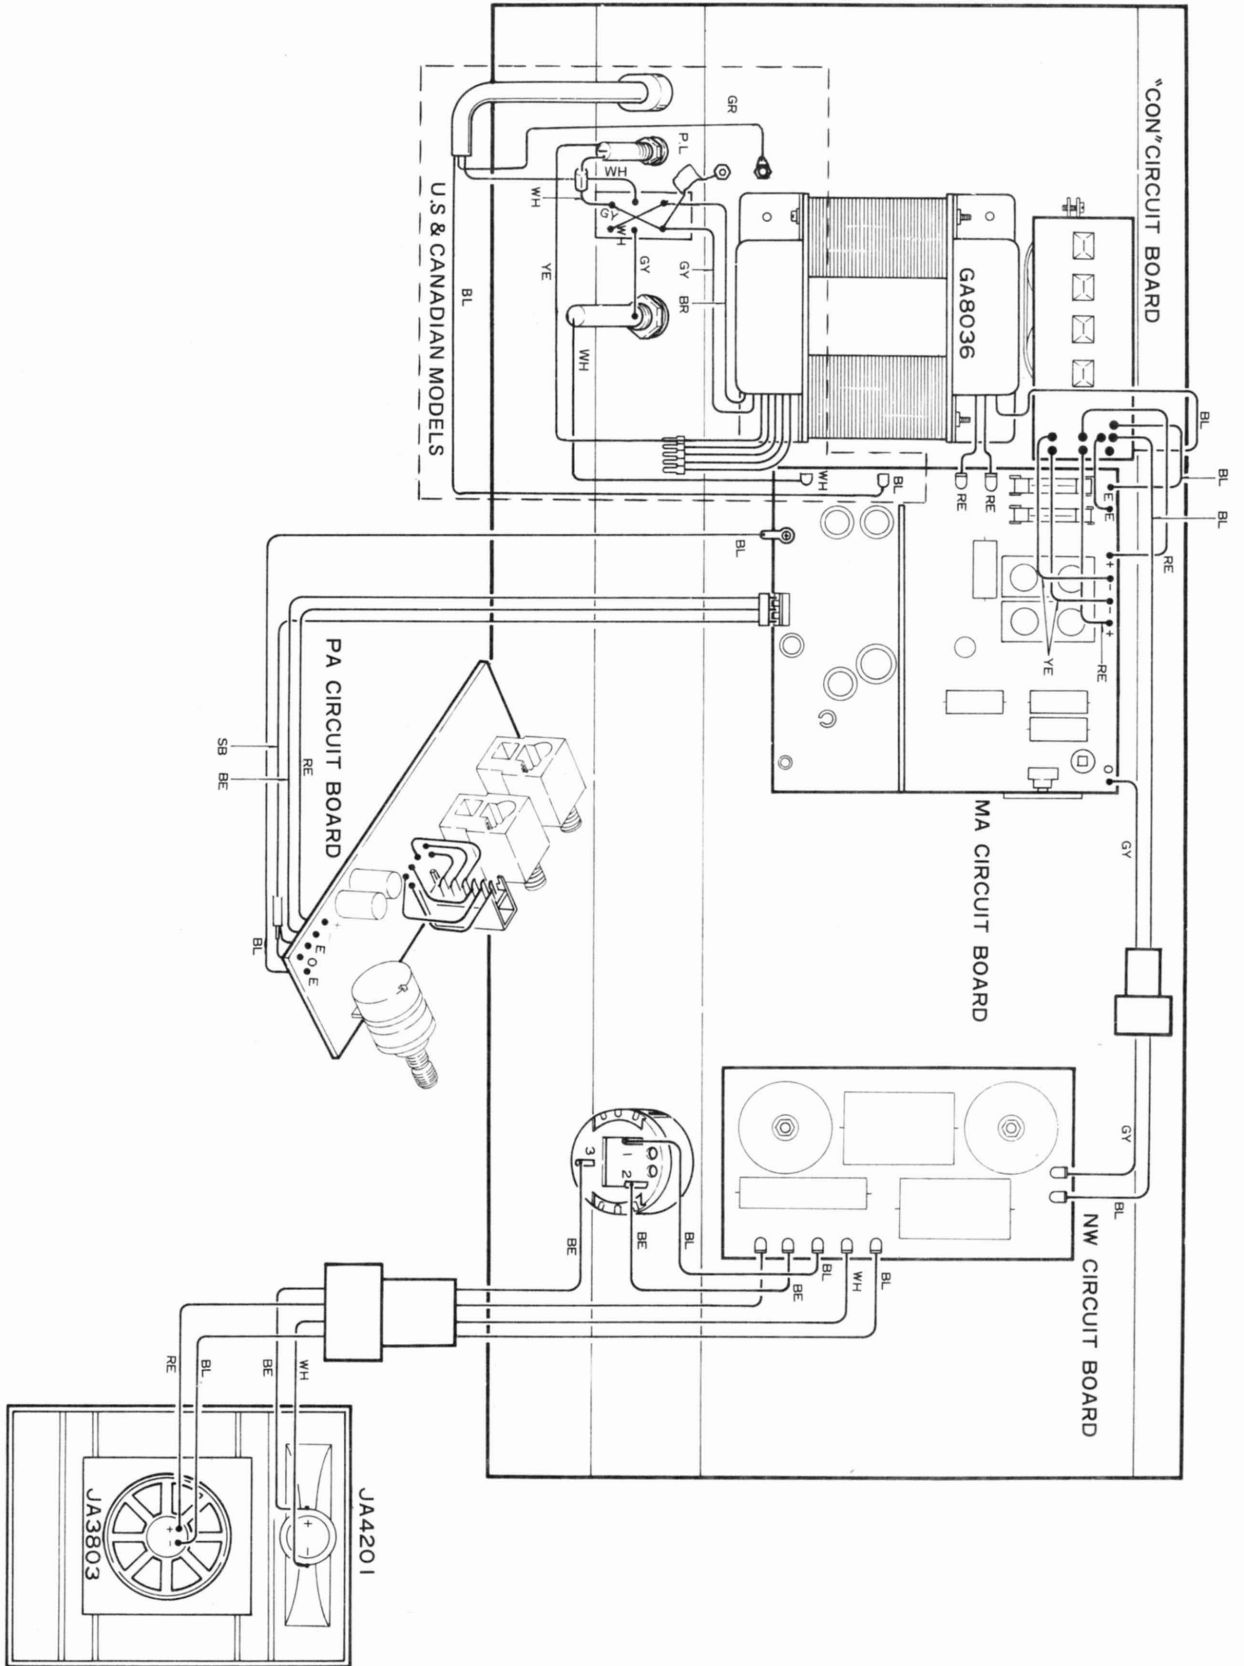 "CON" CIRCUIT BOARD
GR
P.L
WH
WH
GY
WH
GY
YE
GY
BR
BL
WH
U.S & CANADIAN MODELS
GA8036
BL
BL
BL
WH
BL
RE
RE
E
E
+
-
-
+
RE
YE
RE
O
BL
MA CIRCUIT BOARD
GY
PA CIRCUIT BOARD
SB
BE
RE
BL
+
E
O
E
GY
BL
NW CIRCUIT BOARD
1
2
3
BE
BE
BL
BE
BL
WH
BL
RE
BL
BE
WH
JA4201
+
-
JA3803
+
-